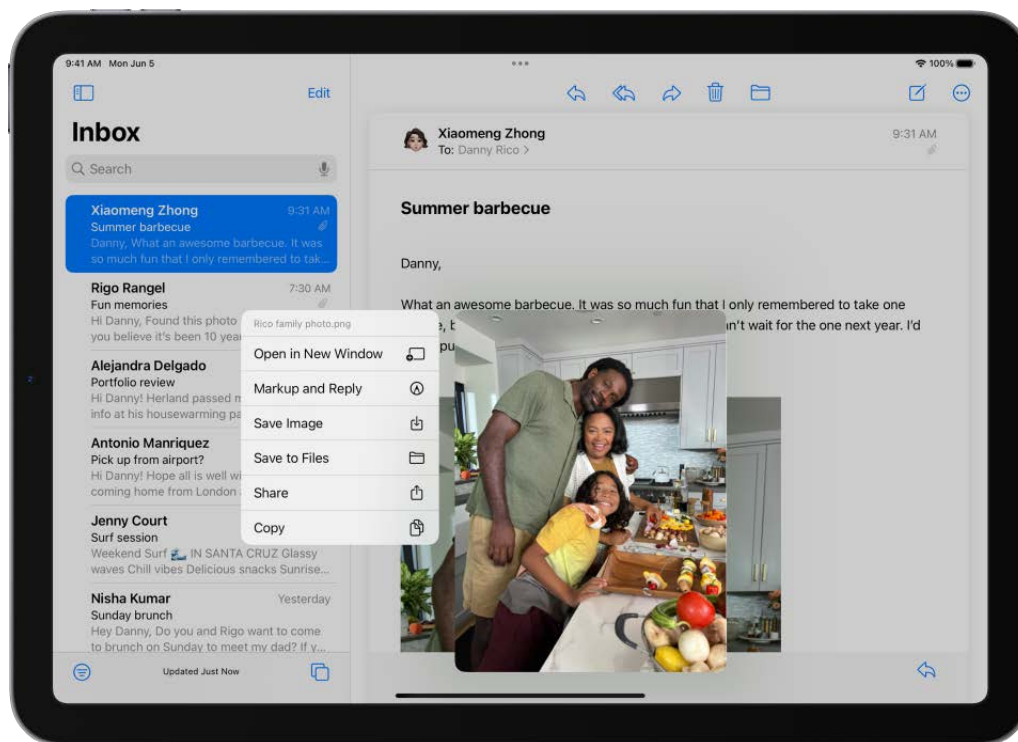 9:41 AM Mon Jun 5
100%
Edit
Inbox
Search
Xiaomeng Zhong 9:31 AM
Summer barbecue
Danny, What an awesome barbecue. It was
so much fun that I only remembered to tak...
Rigo Rangel 7:30 AM
Fun memories
Hi Danny, Found this photo
you believe it's been 10 yea
Alejandra Delgado
Portfolio review
Hi Danny! Herland passed m
info at his housewarming pa
Antonio Manriquez
Pick up from airport?
Hi Danny! Hope all is well wi
coming home from London
Jenny Court
Surf session
Weekend Surf 🌊 IN SANTA CRUZ Glassy
waves Chill vibes Delicious snacks Sunrise...
Nisha Kumar Yesterday
Sunday brunch
Hey Danny, Do you and Rigo want to come
to brunch on Sunday to meet my dad? If y...
Updated Just Now
Rico family photo.png
Open in New Window
Markup and Reply
Save Image
Save to Files
Share
Copy
Xiaomeng Zhong 9:31 AM
To: Danny Rico >
Summer barbecue
Danny,
What an awesome barbecue. It was so much fun that I only remembered to take one
n't wait for the one next year. I'd
pu